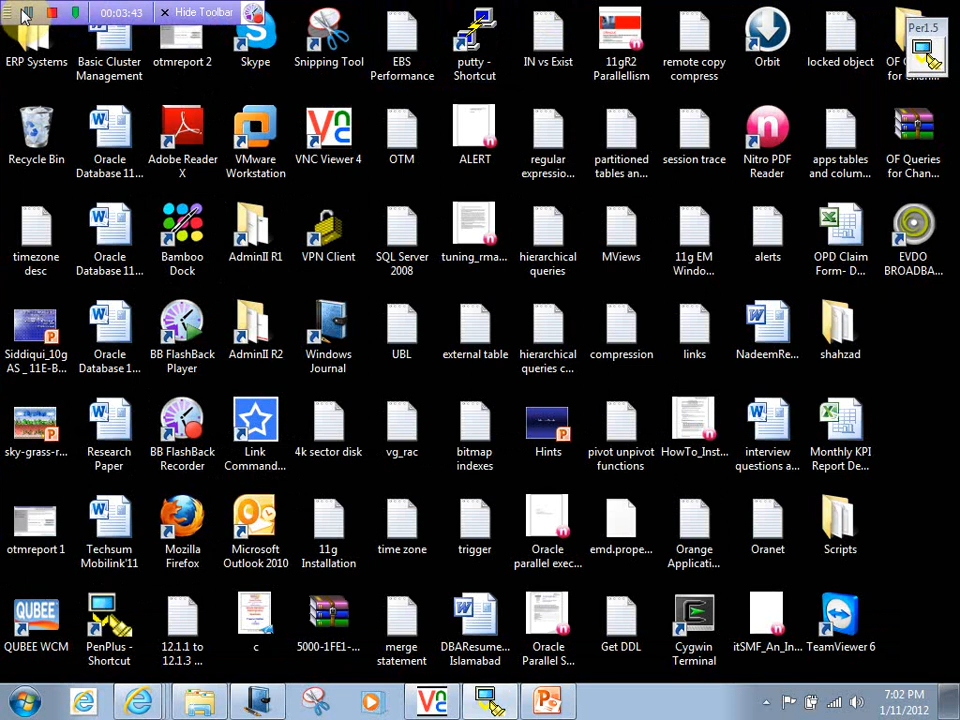 00:03:43
Hide Toolbar
Per1.5
ERP Systems
Basic Cluster
Management
otmreport 2
Skype
Snipping Tool
EBS
Performance
putty -
Shortcut
IN vs Exist
11gR2
Parallellism
remote copy
compress
Orbit
locked object
Recycle Bin
Oracle
Database 11...
Adobe Reader
X
VMware
Workstation
VNC Viewer 4
OTM
ALERT
regular
expressio...
partitioned
tables an...
session trace
Nitro PDF
Reader
apps tables
and colum...
OF Queries
for Chan...
timezone
desc
Oracle
Database 11...
Bamboo
Dock
AdminII R1
VPN Client
SQL Server
2008
tuning_rma...
hierarchical
queries
MViews
11g EM
Windo...
alerts
OPD Claim
Form- D...
EVDO
BROADBA...
Siddiqui_10g
AS _ 11E-B...
Oracle
Database 1...
BB FlashBack
Player
AdminII R2
Windows
Journal
UBL
external table
hierarchical
queries c...
compression
links
NadeemRe...
shahzad
sky-grass-r...
Research
Paper
BB FlashBack
Recorder
Link
Comman...
4k sector disk
vg_rac
bitmap
indexes
Hints
pivot unpivot
functions
HowTo_Inst...
interview
questions a...
Monthly KPI
Report De...
otmreport 1
Techsum
Mobilink'11
Mozilla
Firefox
Microsoft
Outlook 2010
11g
Installation
time zone
trigger
Oracle
parallel exec...
emd.prope...
Orange
Applicati...
Oranet
Scripts
QUBEE
QUBEE WCM
PenPlus -
Shortcut
12.1.1 to
12.1.3 ...
c
5000-1FE1-...
merge
statement
DBAResume...
Islamabad
Oracle
Parallel S...
Get DDL
Cygwin
Terminal
itSMF_An_In...
TeamViewer 6
7:02 PM
1/11/2012